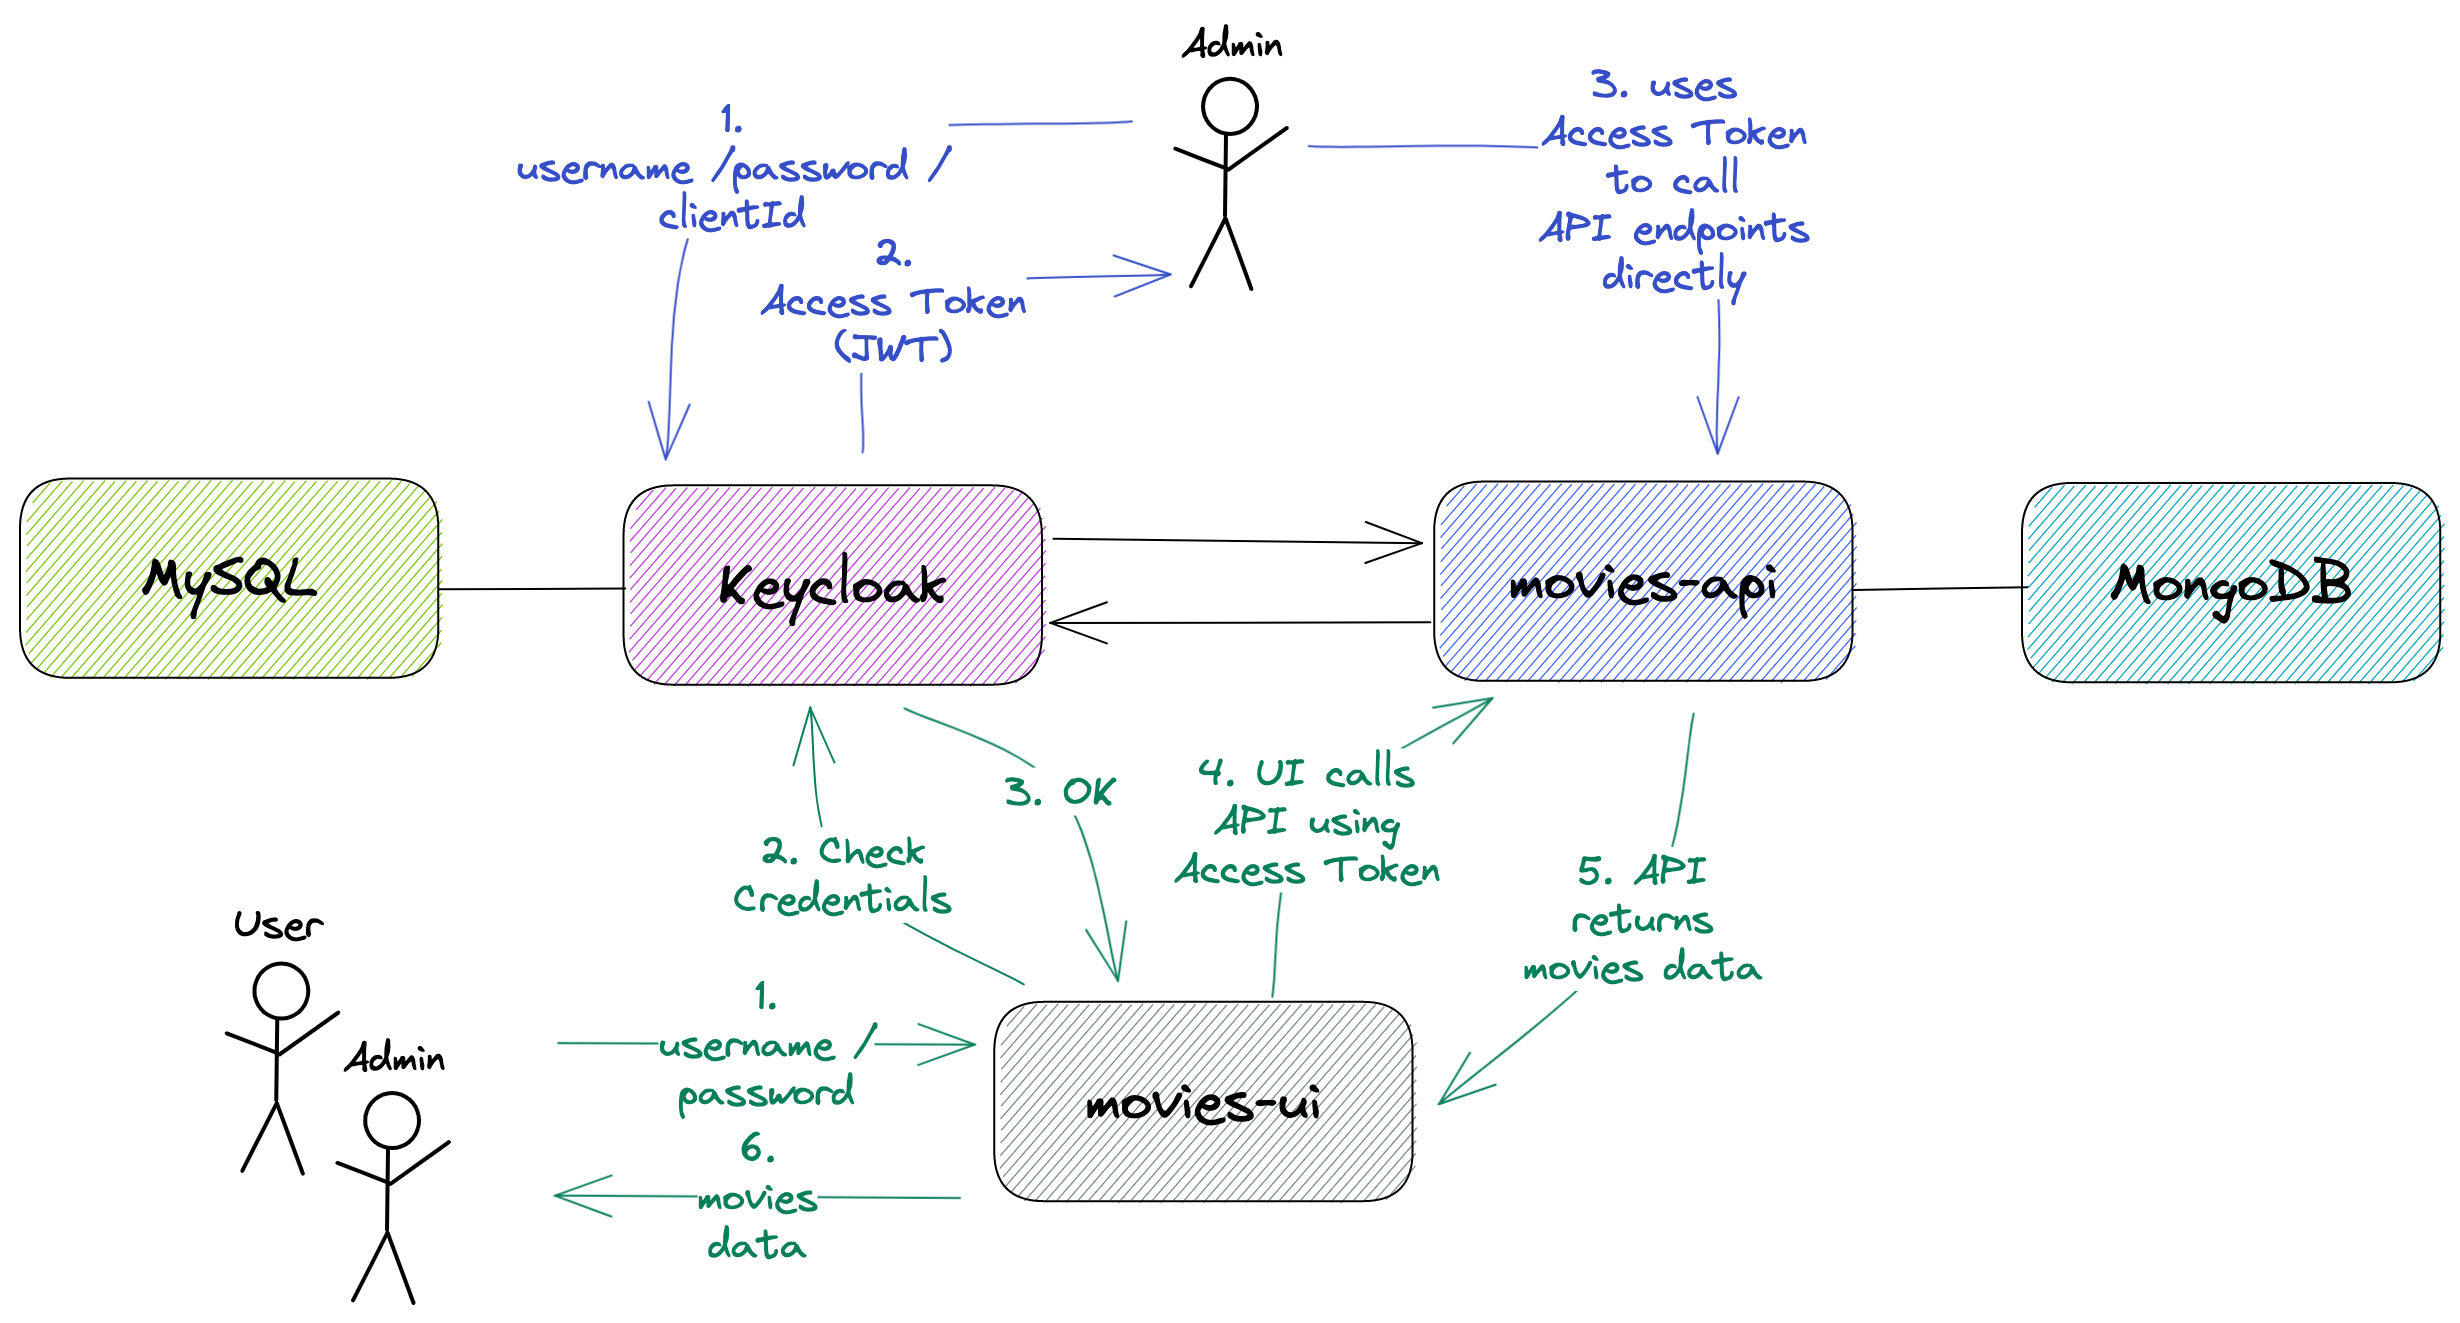 Admin
1.
username /password /
clientId
2.
Access Token
(JWT)
3. uses
Access Token
to call
API endpoints
directly
MySQL
Keycloak
movies-api
MongoDB
2. Check
Credentials
3. OK
4. UI calls
API using
Access Token
5. API
returns
movies data
User
Admin
1.
username /
password
6.
movies
data
movies-ui